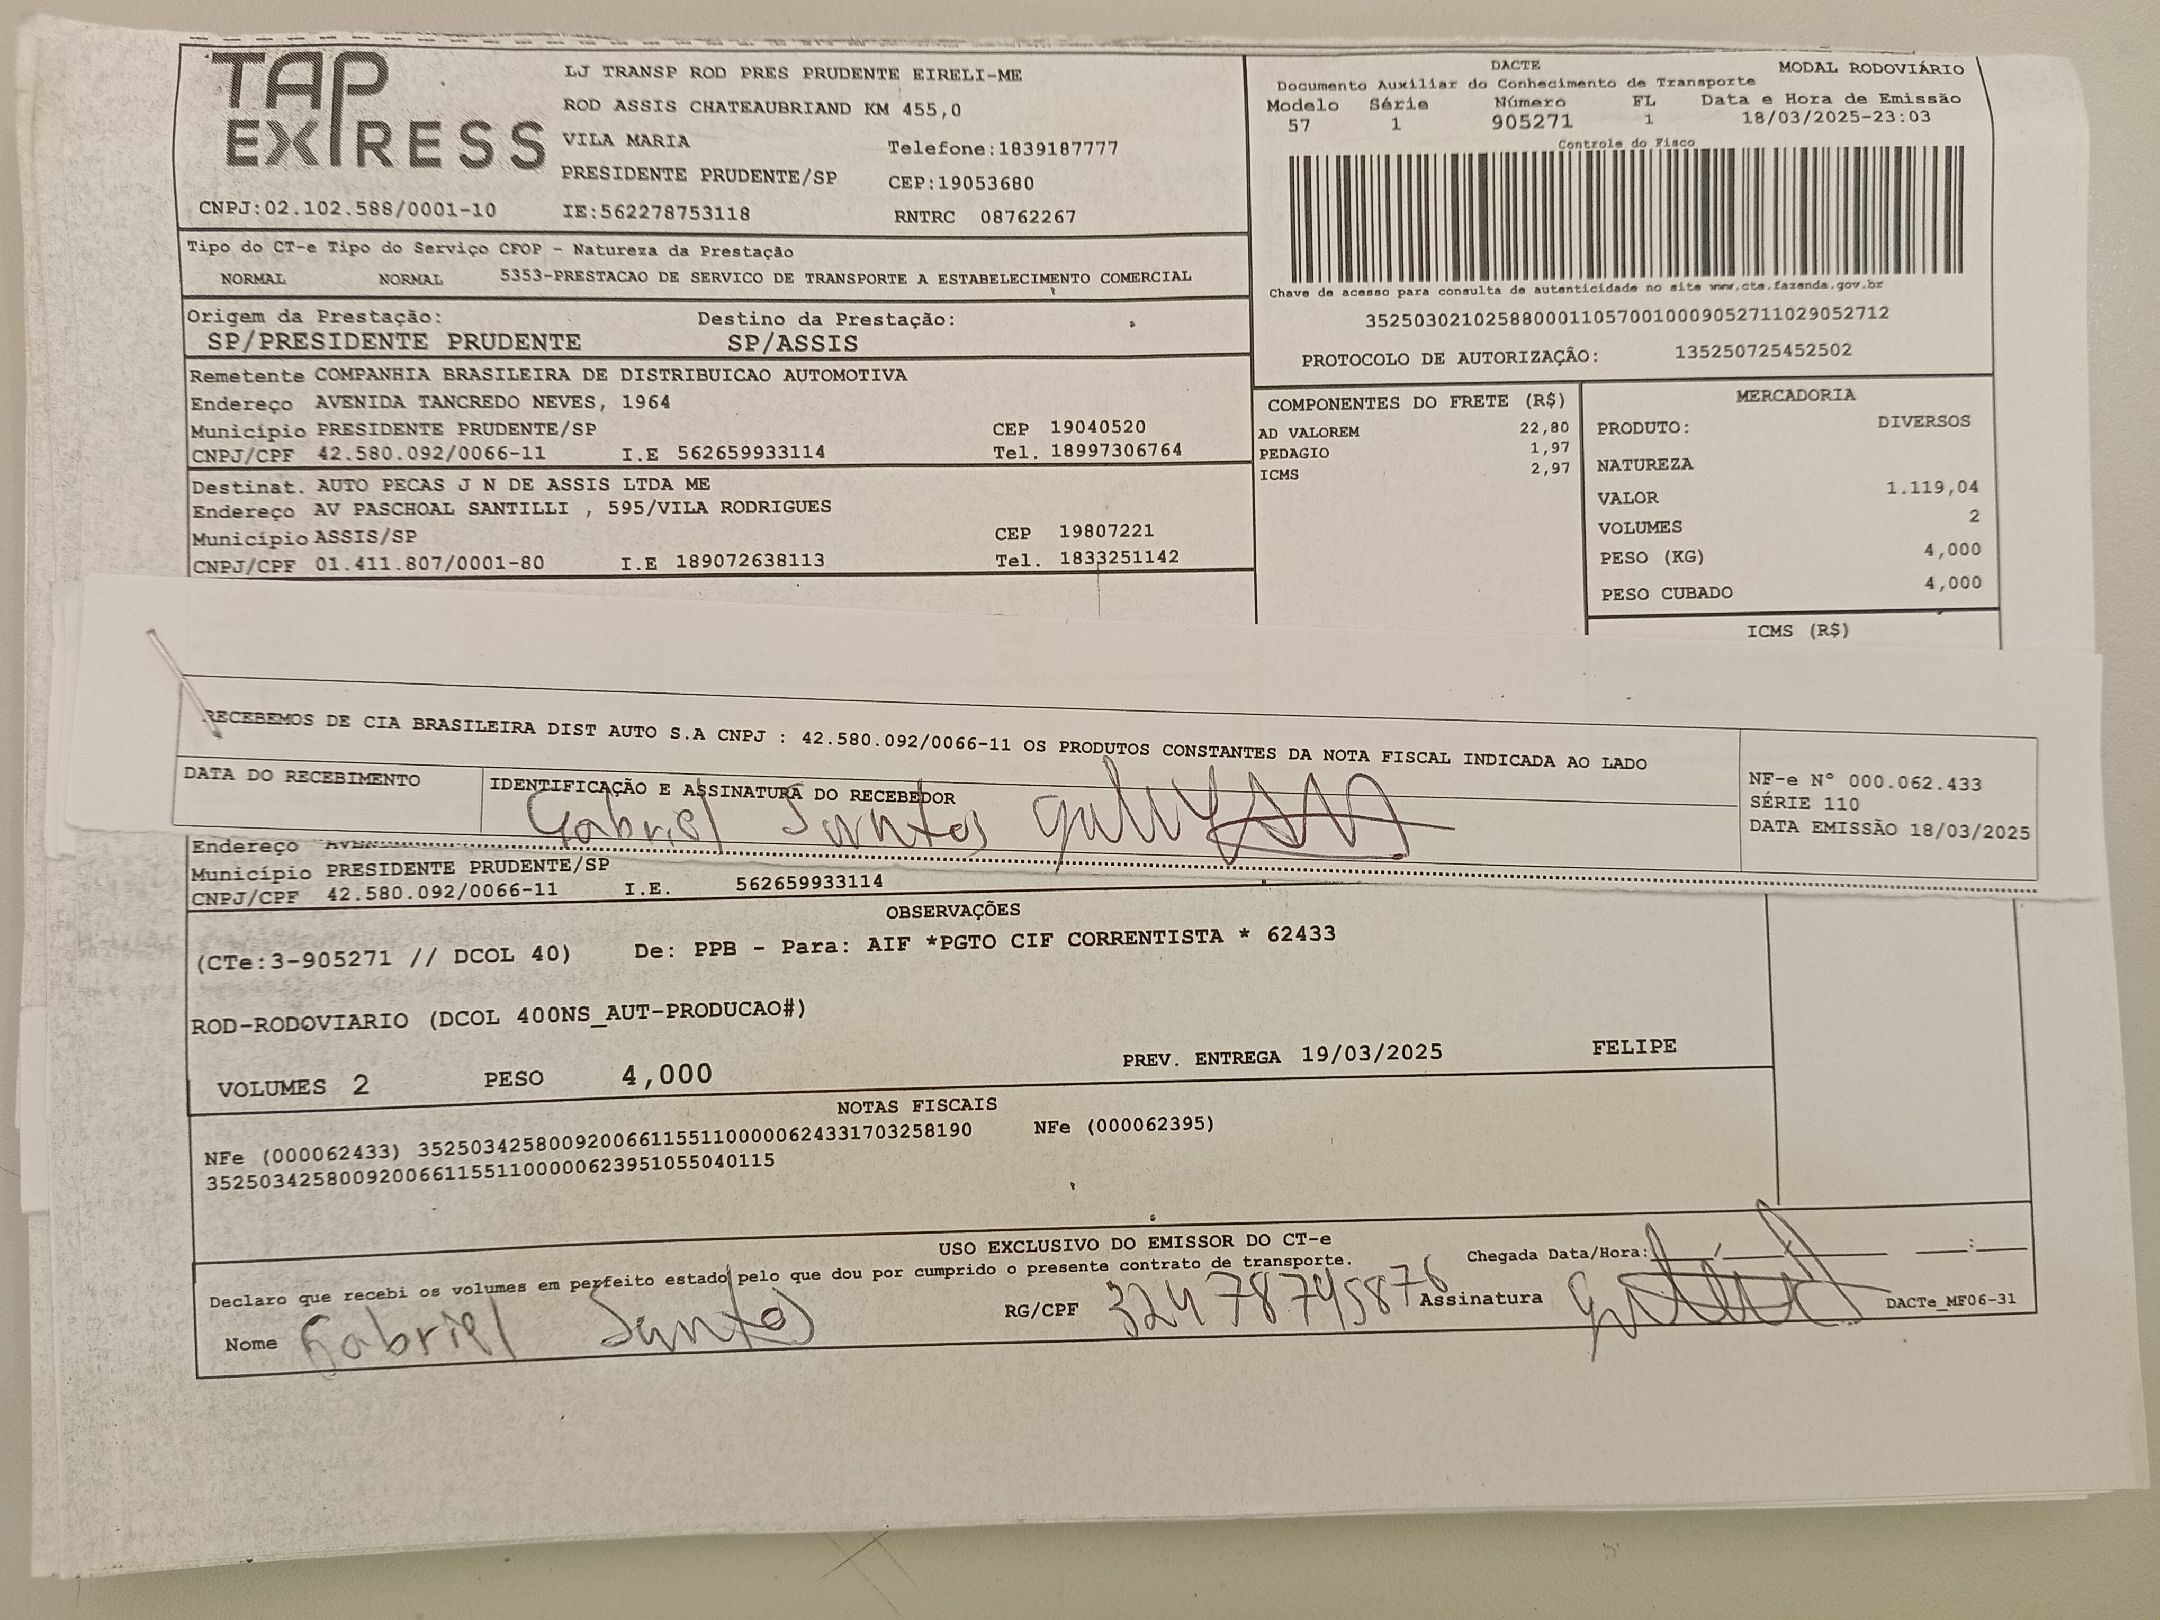 TAP EXPRESS
LJ TRANSP ROD PRES PRUDENTE EIRELI-ME
ROD ASSIS CHATEAUBRIAND KM 455,0
VILA MARIA Telefone:1839187777
PRESIDENTE PRUDENTE/SP CEP:19053680
CNPJ:02.102.588/0001-10 IE:562278753118 RNTRC 08762267
DACTE MODAL RODOVIÁRIO
Documento Auxiliar do Conhecimento de Transporte
Modelo Série Número FL Data e Hora de Emissão
57 1 905271 1 18/03/2025-23:03
Controle do Fisco
Chave de acesso para consulta de autenticidade no site www.cte.fazenda.gov.br
35250302102588000110570010009052711029052712
PROTOCOLO DE AUTORIZAÇÃO: 135250725452502
Tipo do CT-e Tipo do Serviço CFOP - Natureza da Prestação
NORMAL NORMAL 5353-PRESTACAO DE SERVICO DE TRANSPORTE A ESTABELECIMENTO COMERCIAL
Origem da Prestação: Destino da Prestação:
SP/PRESIDENTE PRUDENTE SP/ASSIS
Remetente COMPANHIA BRASILEIRA DE DISTRIBUICAO AUTOMOTIVA
Endereço AVENIDA TANCREDO NEVES, 1964
Município PRESIDENTE PRUDENTE/SP CEP 19040520
CNPJ/CPF 42.580.092/0066-11 I.E 562659933114 Tel. 18997306764
Destinat. AUTO PECAS J N DE ASSIS LTDA ME
Endereço AV PASCHOAL SANTILLI , 595/VILA RODRIGUES
Município ASSIS/SP CEP 19807221
CNPJ/CPF 01.411.807/0001-80 I.E 189072638113 Tel. 1833251142
COMPONENTES DO FRETE (R$)
AD VALOREM 22,80
PEDAGIO 1,97
ICMS 2,97
MERCADORIA
PRODUTO: DIVERSOS
NATUREZA
VALOR 1.119,04
VOLUMES 2
PESO (KG) 4,000
PESO CUBADO 4,000
ICMS (R$)
RECEBEMOS DE CIA BRASILEIRA DIST AUTO S.A CNPJ : 42.580.092/0066-11 OS PRODUTOS CONSTANTES DA NOTA FISCAL INDICADA AO LADO
DATA DO RECEBIMENTO IDENTIFICAÇÃO E ASSINATURA DO RECEBEDOR
Gabriel Santos
NF-e N° 000.062.433
SÉRIE 110
DATA EMISSÃO 18/03/2025
Endereço
Município PRESIDENTE PRUDENTE/SP
CNPJ/CPF 42.580.092/0066-11 I.E. 562659933114
OBSERVAÇÕES
(CTe:3-905271 // DCOL 40) De: PPB - Para: AIF *PGTO CIF CORRENTISTA * 62433
ROD-RODOVIARIO (DCOL 400NS_AUT-PRODUCAO#)
VOLUMES 2 PESO 4,000 PREV. ENTREGA 19/03/2025 FELIPE
NOTAS FISCAIS
NFe (000062433) 35250342580092006611551100000624331703258190 NFe (000062395)
35250342580092006611551100000623951055040115
USO EXCLUSIVO DO EMISSOR DO CT-e
Declaro que recebi os volumes em perfeito estado pelo que dou por cumprido o presente contrato de transporte. Chegada Data/Hora:
Nome Gabriel Santos RG/CPF Assinatura DACTe_MF06-31